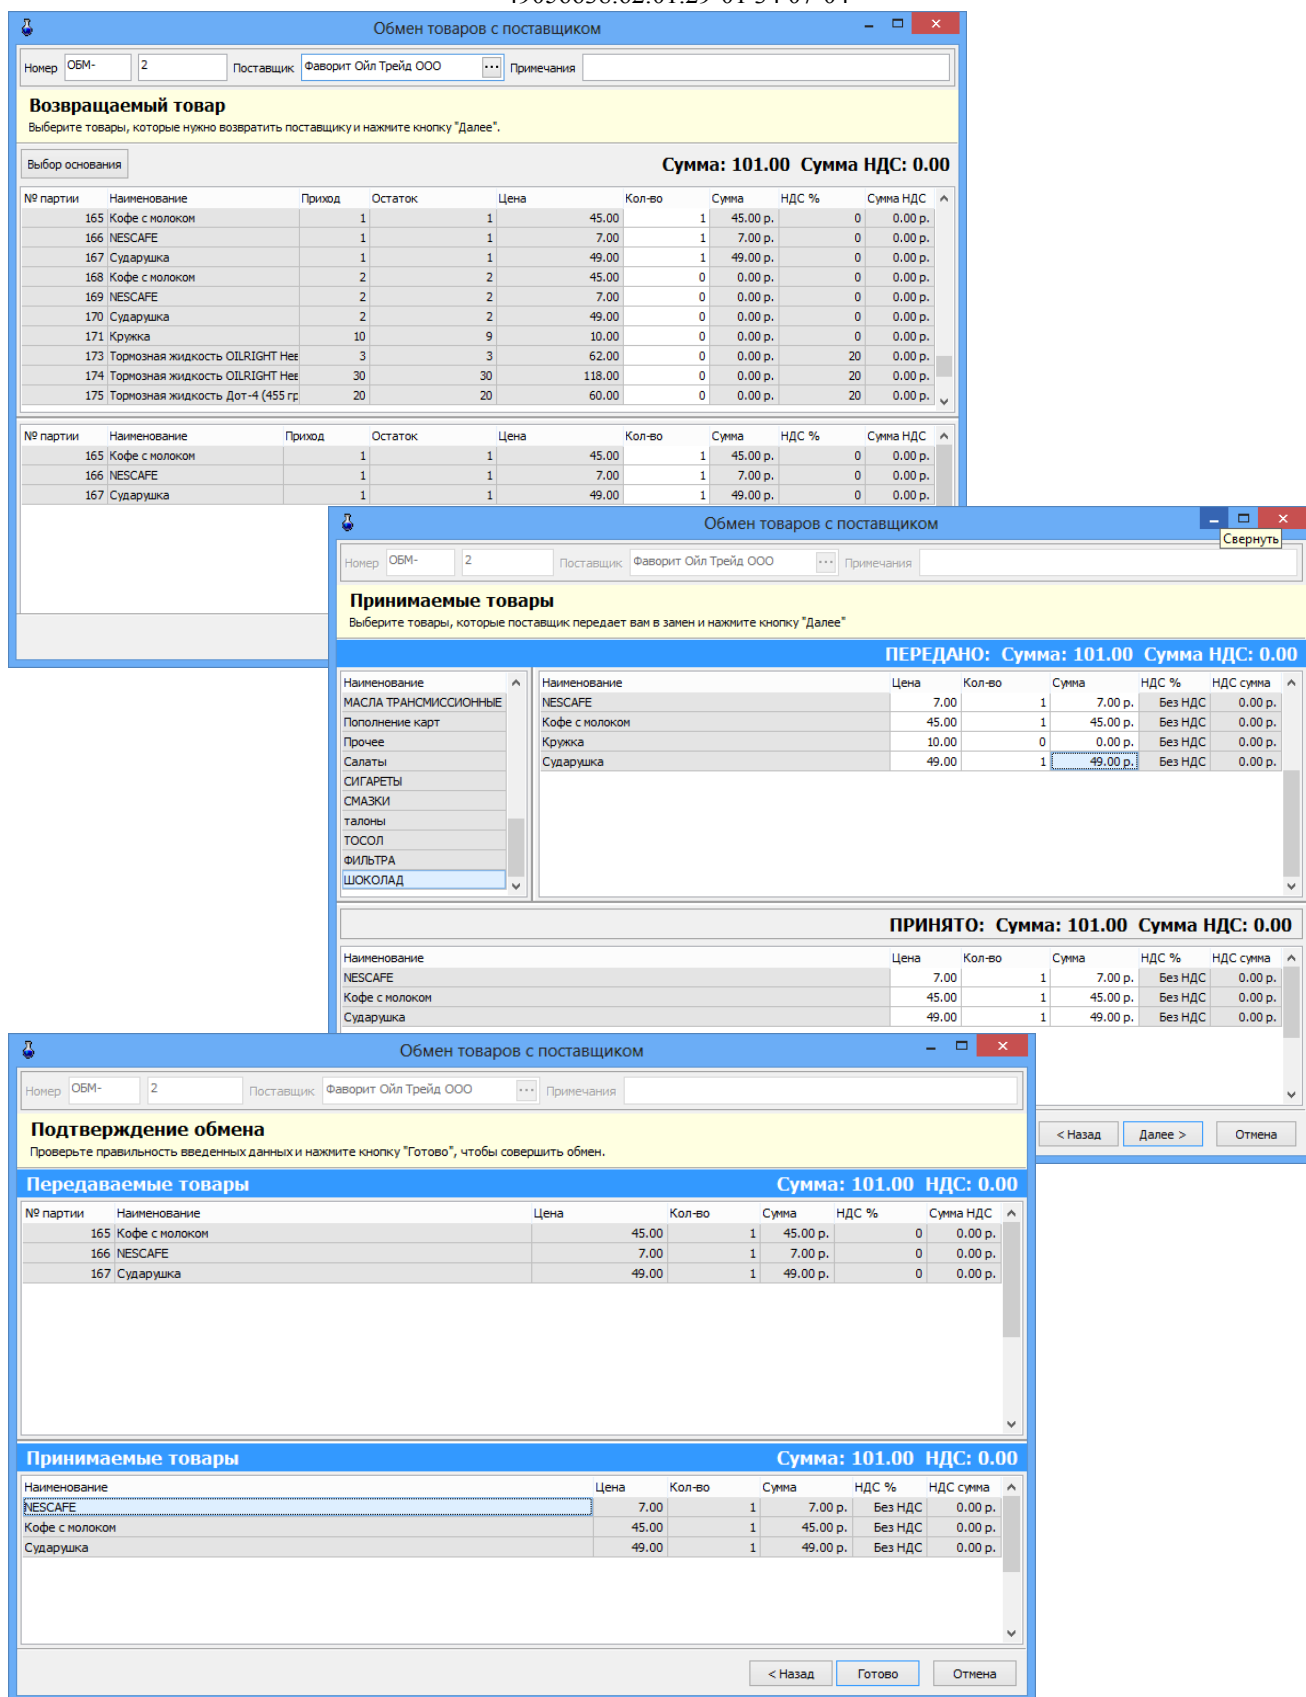 Обмен товаров с поставщиком
Номер ОБМ- 2 Поставщик Фаворит Ойл Трейд ООО ... Примечания
Возвращаемый товар
Выберите товары, которые нужно возвратить поставщику и нажмите кнопку "Далее".
Выбор основания Сумма: 101.00 Сумма НДС: 0.00
№ партии Наименование Приход Остаток Цена Кол-во Сумма НДС % Сумма НДС
165 Кофе с молоком 1 1 45.00 1 45.00 р. 0 0.00 р.
166 NESCAFE 1 1 7.00 1 7.00 р. 0 0.00 р.
167 Сударушка 1 1 49.00 1 49.00 р. 0 0.00 р.
168 Кофе с молоком 2 2 45.00 0 0.00 р. 0 0.00 р.
169 NESCAFE 2 2 7.00 0 0.00 р. 0 0.00 р.
170 Сударушка 2 2 49.00 0 0.00 р. 0 0.00 р.
171 Кружка 10 9 10.00 0 0.00 р. 0 0.00 р.
173 Тормозная жидкость OILRIGHT Нев 3 3 62.00 0 0.00 р. 20 0.00 р.
174 Тормозная жидкость OILRIGHT Нев 30 30 118.00 0 0.00 р. 20 0.00 р.
175 Тормозная жидкость Дот-4 (455 гр 20 20 60.00 0 0.00 р. 20 0.00 р.
№ партии Наименование Приход Остаток Цена Кол-во Сумма НДС % Сумма НДС
165 Кофе с молоком 1 1 45.00 1 45.00 р. 0 0.00 р.
166 NESCAFE 1 1 7.00 1 7.00 р. 0 0.00 р.
167 Сударушка 1 1 49.00 1 49.00 р. 0 0.00 р.
Обмен товаров с поставщиком
Свернуть
Номер ОБМ- 2 Поставщик Фаворит Ойл Трейд ООО ... Примечания
Принимаемые товары
Выберите товары, которые поставщик передает вам в замен и нажмите кнопку "Далее"
ПЕРЕДАНО: Сумма: 101.00 Сумма НДС: 0.00
Наименование
МАСЛА ТРАНСМИССИОННЫЕ
Пополнение карт
Прочее
Салаты
СИГАРЕТЫ
СМАЗКИ
талоны
ТОСОЛ
ФИЛЬТРА
ШОКОЛАД
Наименование Цена Кол-во Сумма НДС % НДС сумма
NESCAFE 7.00 1 7.00 р. Без НДС 0.00 р.
Кофе с молоком 45.00 1 45.00 р. Без НДС 0.00 р.
Кружка 10.00 0 0.00 р. Без НДС 0.00 р.
Сударушка 49.00 1 49.00 р. Без НДС 0.00 р.
ПРИНЯТО: Сумма: 101.00 Сумма НДС: 0.00
Наименование Цена Кол-во Сумма НДС % НДС сумма
NESCAFE 7.00 1 7.00 р. Без НДС 0.00 р.
Кофе с молоком 45.00 1 45.00 р. Без НДС 0.00 р.
Сударушка 49.00 1 49.00 р. Без НДС 0.00 р.
< Назад Далее > Отмена
Обмен товаров с поставщиком
Номер ОБМ- 2 Поставщик Фаворит Ойл Трейд ООО ... Примечания
Подтверждение обмена
Проверьте правильность введенных данных и нажмите кнопку "Готово", чтобы совершить обмен.
Передаваемые товары Сумма: 101.00 НДС: 0.00
№ партии Наименование Цена Кол-во Сумма НДС % Сумма НДС
165 Кофе с молоком 45.00 1 45.00 р. 0 0.00 р.
166 NESCAFE 7.00 1 7.00 р. 0 0.00 р.
167 Сударушка 49.00 1 49.00 р. 0 0.00 р.
Принимаемые товары Сумма: 101.00 НДС: 0.00
Наименование Цена Кол-во Сумма НДС % НДС сумма
NESCAFE 7.00 1 7.00 р. Без НДС 0.00 р.
Кофе с молоком 45.00 1 45.00 р. Без НДС 0.00 р.
Сударушка 49.00 1 49.00 р. Без НДС 0.00 р.
< Назад Готово Отмена